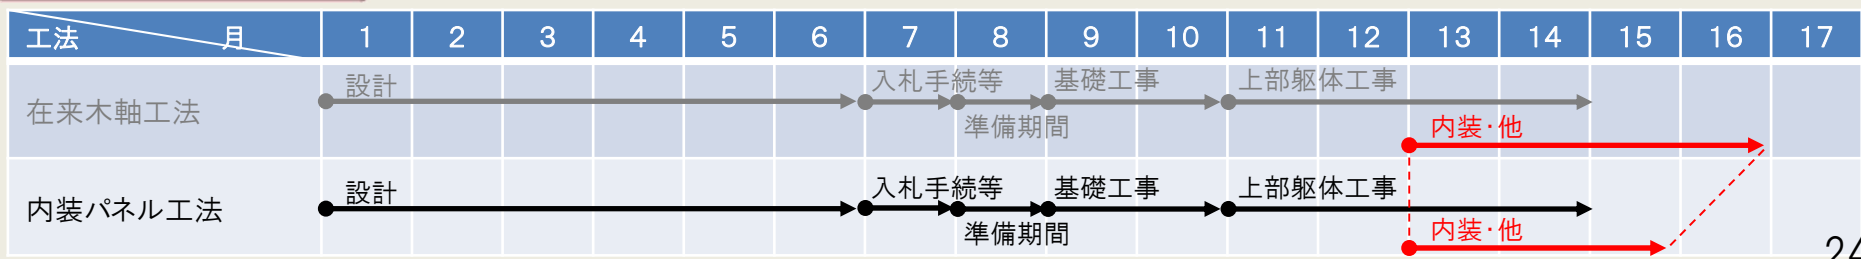 工法 月 1 2 3 4 5 6 7 8 9 10 11 12 13 14 15 16 17
設計 入札手続等 基礎工事 上部躯体工事
在来木軸工法
準備期間 内装・他
設計 入札手続等 基礎工事 上部躯体工事
内装パネル工法
準備期間 内装・他
24